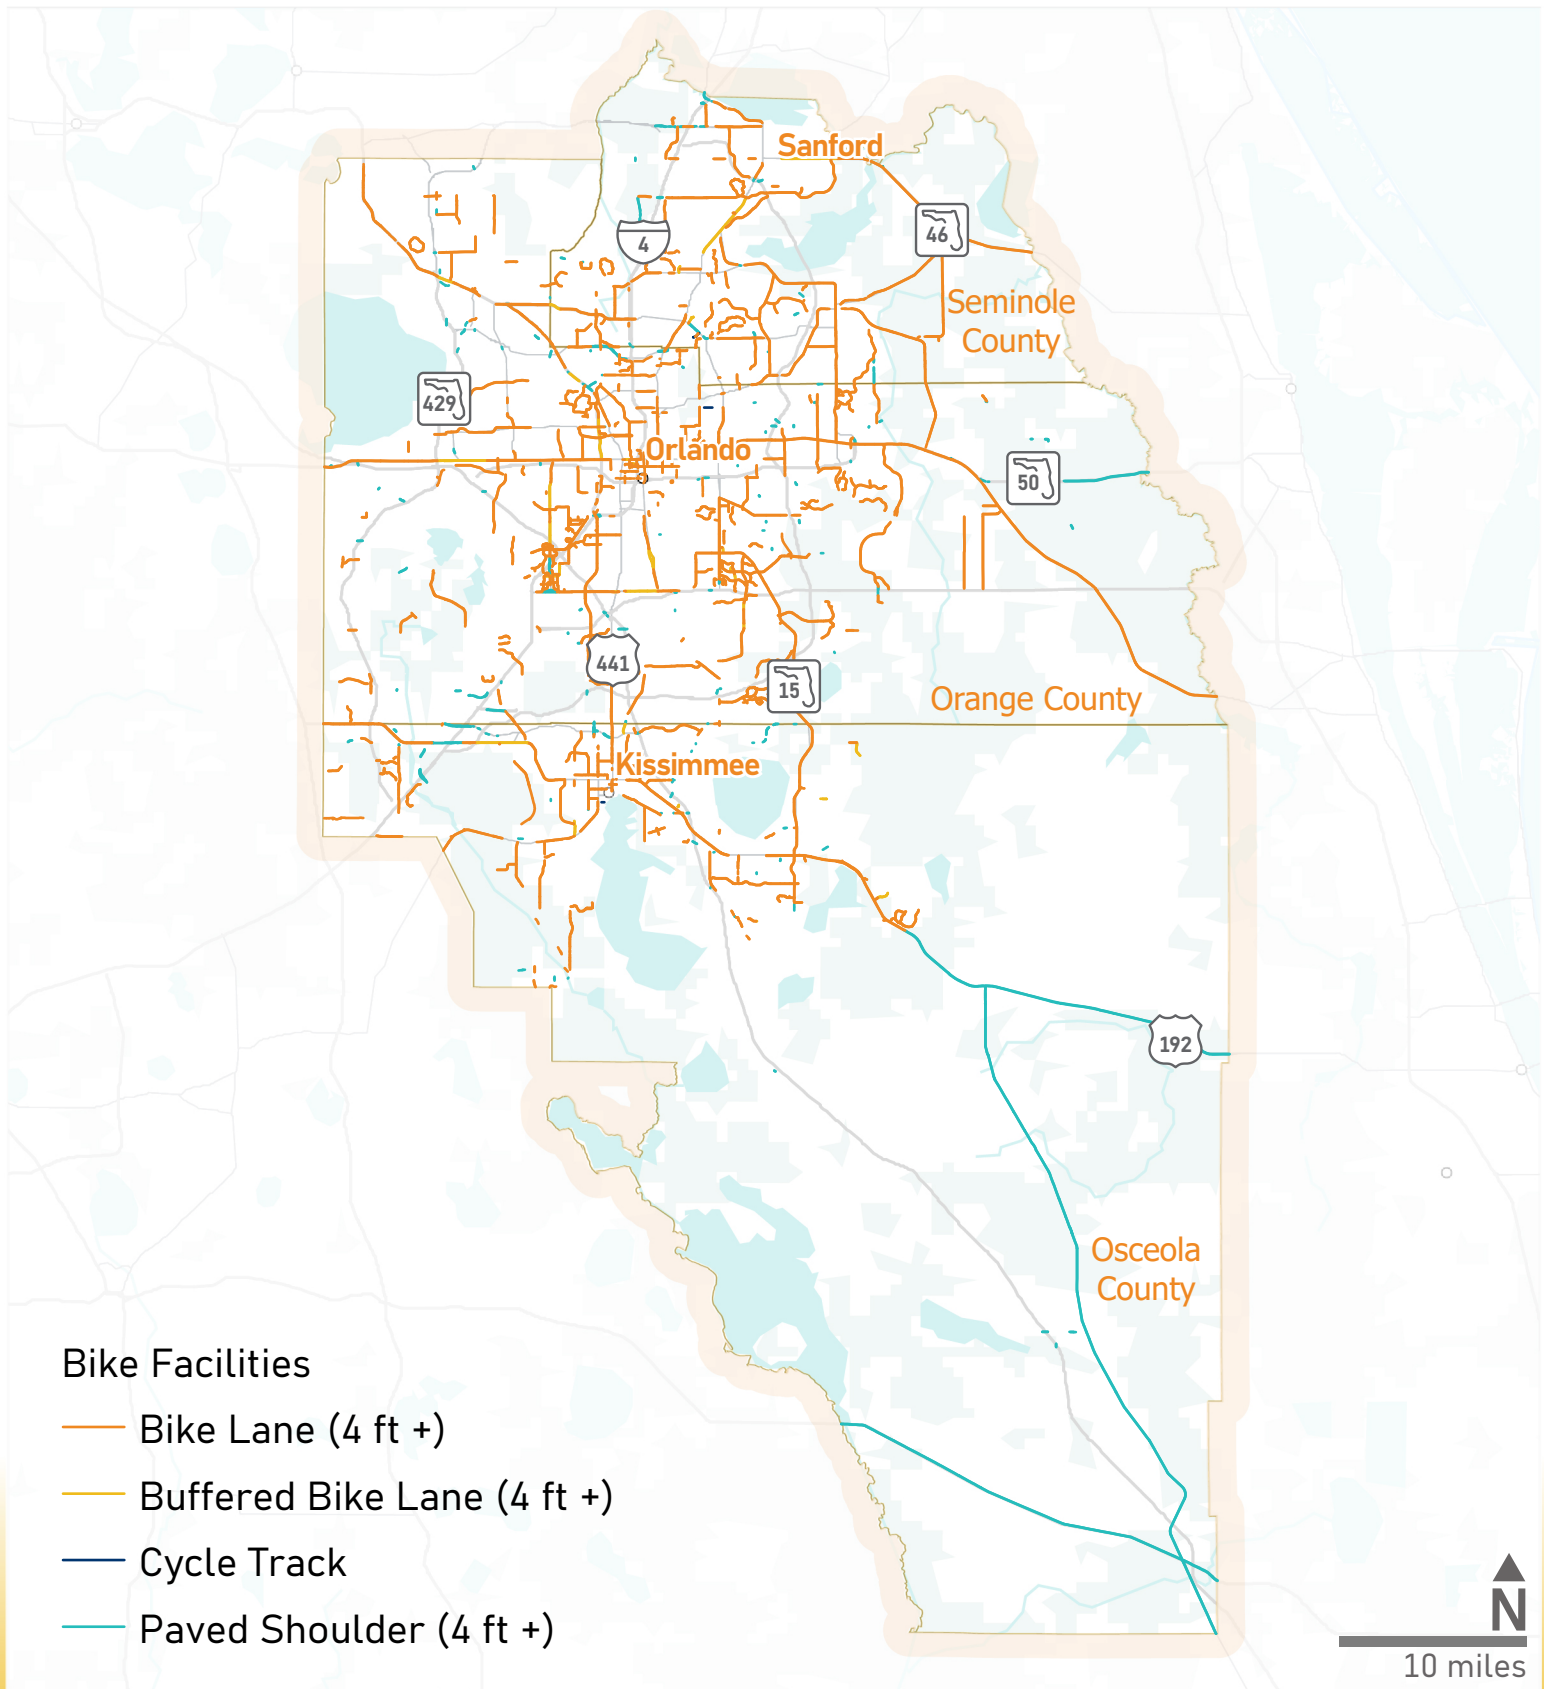 Sanford
4
46
Seminole
County
429
Orlando
50
441
15
Orange County
Kissimmee
192
Osceola
County
Bike Facilities
Bike Lane (4 ft +)
Buffered Bike Lane (4 ft +)
Cycle Track
Paved Shoulder (4 ft +)
N
10 miles